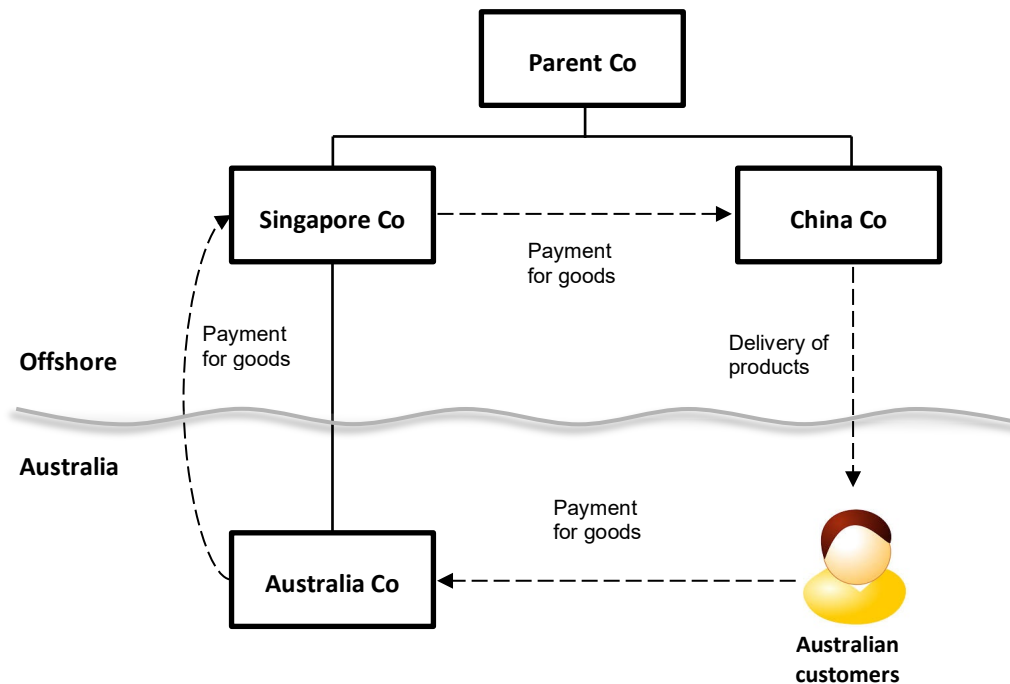 Parent Co
Singapore Co
China Co
Payment
for goods
Payment
for goods
Delivery of
products
Offshore
Australia
Payment
for goods
Australia Co
Australian
customers